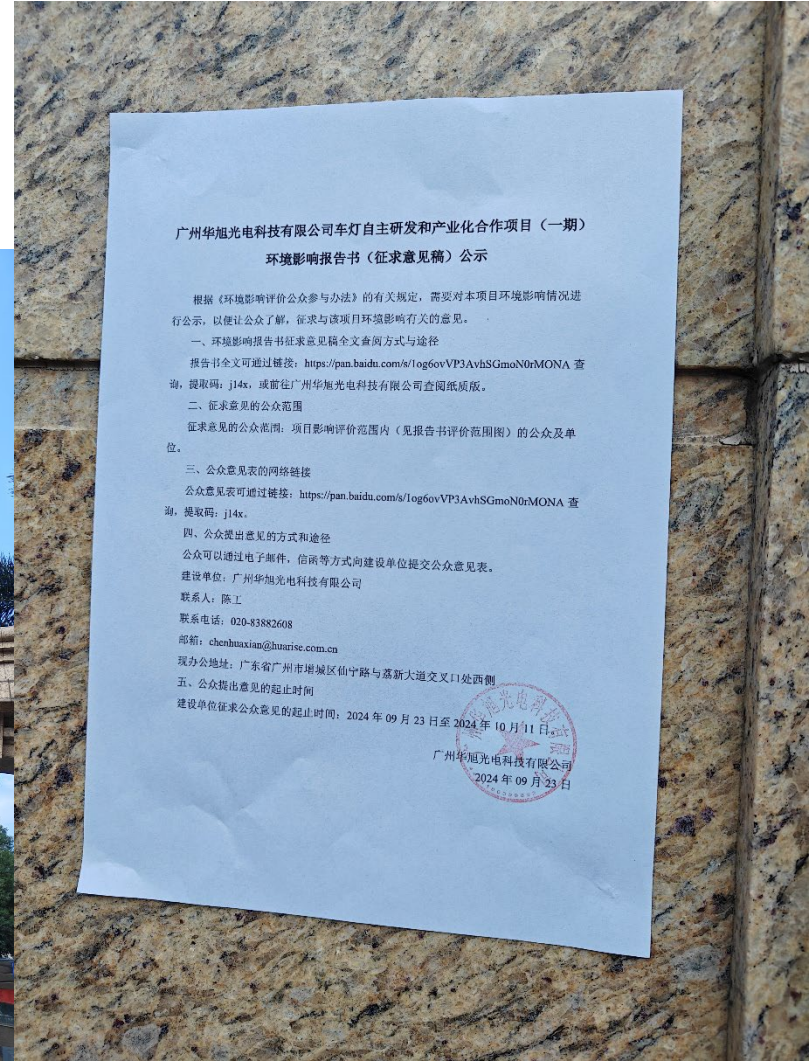 广州华旭光电科技有限公司车灯自主研发和产业化合作项目（一期）
环境影响报告书（征求意见稿）公示
根据《环境影响评价公众参与办法》的有关规定，需要对本项目环境影响情况进
行公示，以便让公众了解，征求与该项目环境影响有关的意见。
一、环境影响报告书征求意见稿全文查阅方式与途径
报告书全文可通过链接：https://pan.baidu.com/s/1og6ovVP3AvhSGmoN0rMONA 查
询，提取码：j14x，或前往广州华旭光电科技有限公司查阅纸质版。
二、征求意见的公众范围
征求意见的公众范围：项目影响评价范围内（见报告书评价范围图）的公众及单
位。
三、公众意见表的网络链接
公众意见表可通过链接：https://pan.baidu.com/s/1og6ovVP3AvhSGmoN0rMONA 查
询，提取码：j14x。
四、公众提出意见的方式和途径
公众可以通过电子邮件，信函等方式向建设单位提交公众意见表。
建设单位：广州华旭光电科技有限公司
联系人：陈工
联系电话：020-83882608
邮箱：chenhuaxian@huarise.com.cn
现办公地址：广东省广州市增城区仙宁路与荔新大道交叉口处西侧
五、公众提出意见的起止时间
建设单位征求公众意见的起止时间：2024 年 09 月 23 日至 2024 年 10 月 11 日。
广州华旭光电科技有限公司
2024 年 09 月 23 日